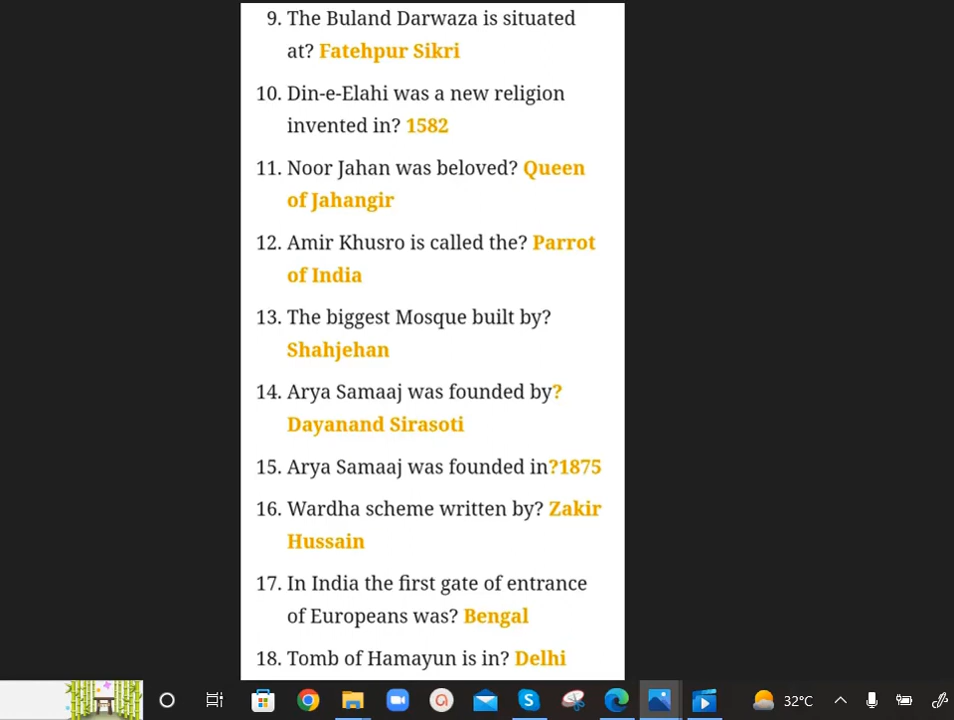 9. The Buland Darwaza is situated
at? Fatehpur Sikri
10. Din-e-Elahi was a new religion
invented in? 1582
11. Noor Jahan was beloved? Queen
of Jahangir
12. Amir Khusro is called the? Parrot
of India
13. The biggest Mosque built by?
Shahjehan
14. Arya Samaaj was founded by?
Dayanand Sirasoti
15. Arya Samaaj was founded in?1875
16. Wardha scheme written by? Zakir
Hussain
17. In India the first gate of entrance
of Europeans was? Bengal
18. Tomb of Hamayun is in? Delhi
32°C